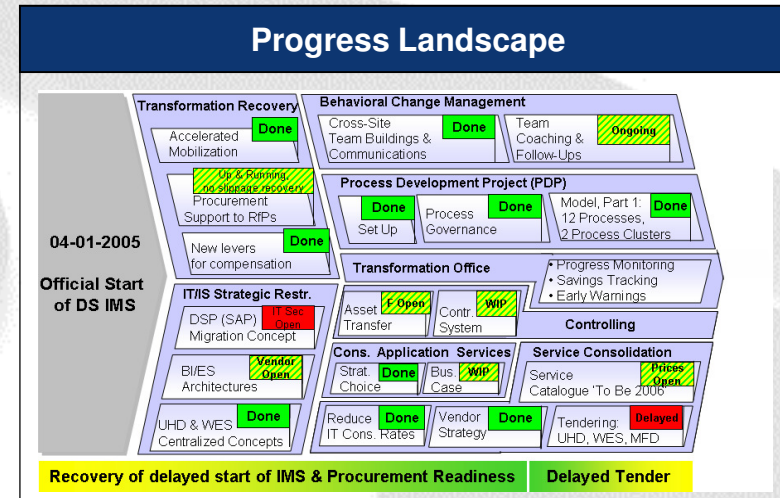 Progress Landscape
04-01-2005
Official Start
of DS IMS
Transformation Recovery
Accelerated
Mobilization
Done
Up & Running,
no slippage recovery
Procurement
Support to RfPs
New levers
for compensation
Done
IT/IS Strategic Restr.
DSP (SAP)
Migration Concept
IT Sec
Open
BI/ES
Architectures
Vendor
Open
UHD & WES
Centralized Concepts
Done
Behavioral Change Management
Cross-Site
Team Buildings &
Communications
Done
Team
Coaching &
Follow-Ups
Ongoing
Process Development Project (PDP)
Done
Set Up
Process
Governance
Done
Model, Part 1:
12 Processes,
2 Process Clusters
Done
Transformation Office
• Progress Monitoring
• Savings Tracking
• Early Warnings
Asset
Transfer
F Open
Contr.
System
WIP
Controlling
Cons. Application Services
Strat.
Choice
Done
Bus.
Case
WIP
Reduce
IT Cons. Rates
Done
Vendor
Strategy
Done
Service Consolidation
Service
Catalogue 'To Be 2006'
Prices
Open
Tendering:
UHD, WES, MFD
Delayed
Recovery of delayed start of IMS & Procurement Readiness
Delayed Tender